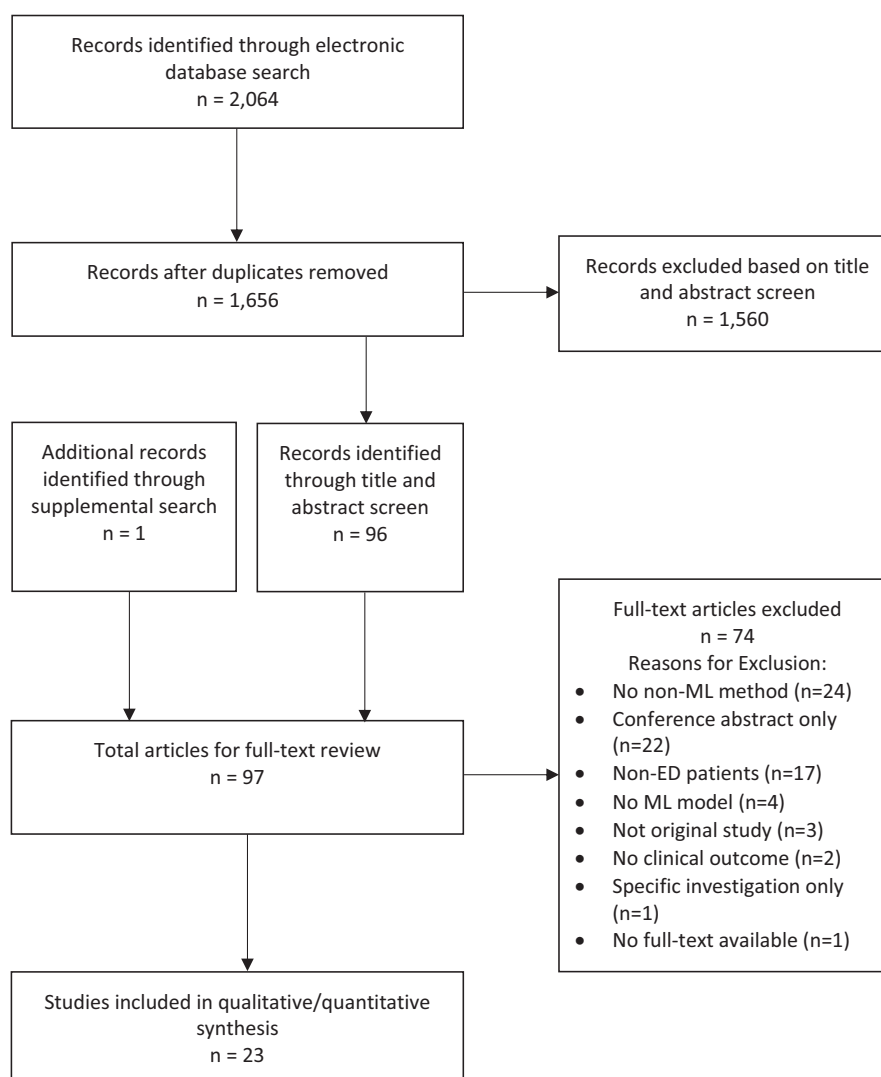 Records identified through electronic
database search
n = 2,064
Records after duplicates removed
n = 1,656
Records excluded based on title
and abstract screen
n = 1,560
Additional records
identified through
supplemental search
n = 1
Records identified
through title and
abstract screen
n = 96
Full-text articles excluded
n = 74
Reasons for Exclusion:
• No non-ML method (n=24)
• Conference abstract only
(n=22)
• Non-ED patients (n=17)
• No ML model (n=4)
• Not original study (n=3)
• No clinical outcome (n=2)
• Specific investigation only
(n=1)
• No full-text available (n=1)
Total articles for full-text review
n = 97
Studies included in qualitative/quantitative
synthesis
n = 23